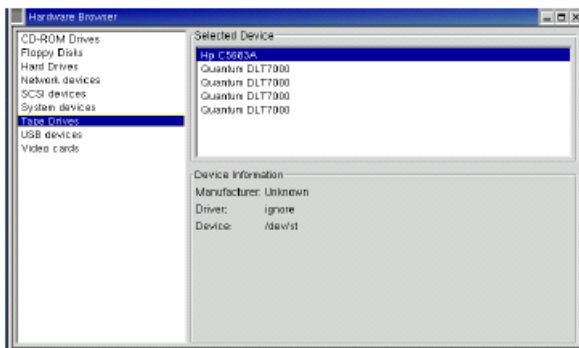 Hardware Browser
CD-ROM Drives
Floppy Disks
Hard Drives
Network devices
SCSI devices
System devices
Tape Drives
USB devices
Video cards
Selected Device
Hp C5683A
Quantum DLT7000
Quantum DLT7000
Quantum DLT7000
Quantum DLT7000
Device Information
Manufacturer: Unknown
Driver: ignore
Device: /dev/st